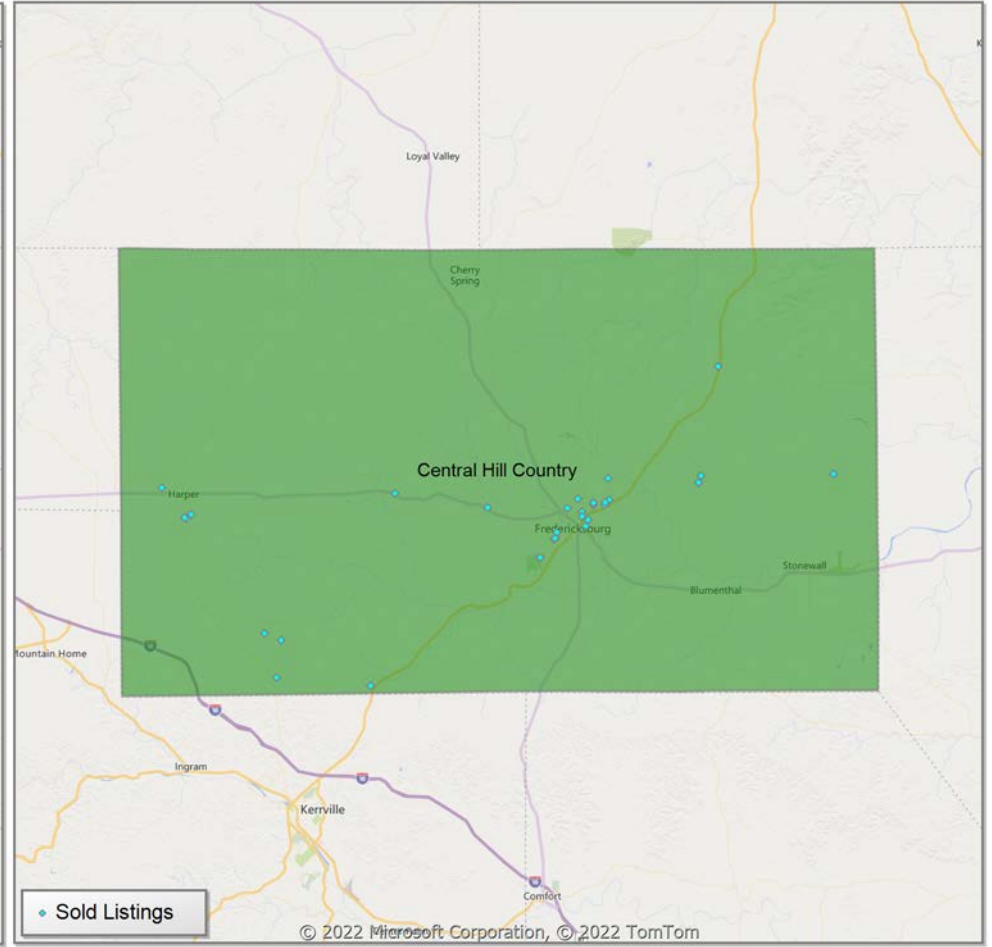 Loyal Valley
Cherry
Spring
Central Hill Country
Harper
Fredericksburg
Stonewall
Blumenthal
Mountain Home
Ingram
Kerrville
Comfort
Sold Listings
© 2022 Microsoft Corporation, © 2022 TomTom